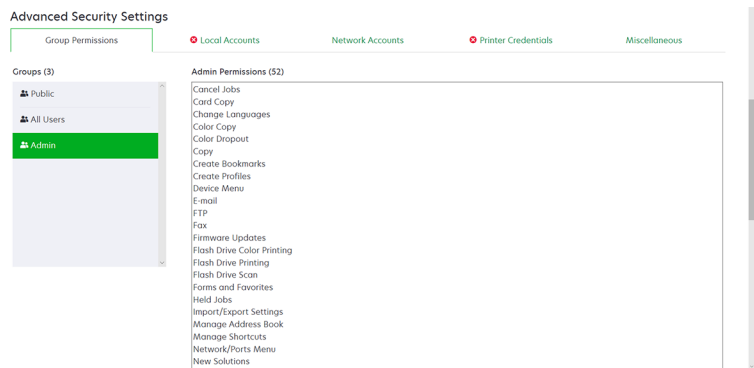 Advanced Security Settings
Group Permissions Local Accounts Network Accounts Printer Credentials Miscellaneous
Groups (3)
Public
All Users
Admin
Admin Permissions (52)
Cancel Jobs
Card Copy
Change Languages
Color Copy
Color Dropout
Copy
Create Bookmarks
Create Profiles
Device Menu
E-mail
FTP
Fax
Firmware Updates
Flash Drive Color Printing
Flash Drive Printing
Flash Drive Scan
Forms and Favorites
Held Jobs
Import/Export Settings
Manage Address Book
Manage Shortcuts
Network/Ports Menu
New Solutions